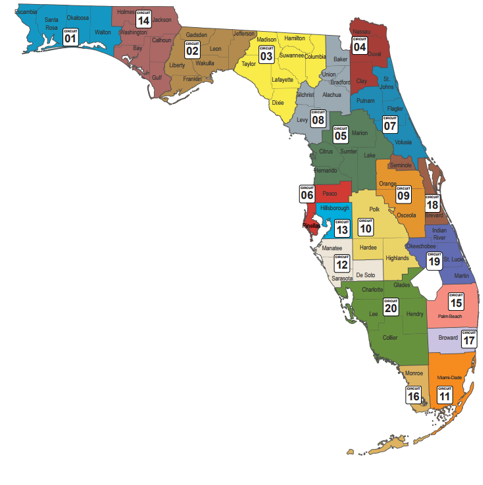 Escambia
Santa
Rosa
Okaloosa
Walton
CIRCUIT
01
Holmes
Jackson
Washington
CIRCUIT
14
Calhoun
Bay
Gulf
Gadsden
Leon
Jefferson
CIRCUIT
02
Liberty
Wakulla
Franklin
Madison
Hamilton
Taylor
CIRCUIT
03
Suwannee
Columbia
Lafayette
Dixie
Nassau
CIRCUIT
04
Duval
Clay
Baker
Union
Bradford
Gilchrist
Alachua
Levy
CIRCUIT
08
St.
Johns
Putnam
Flagler
CIRCUIT
07
Volusia
CIRCUIT
05
Marion
Citrus
Sumter
Lake
Hernando
CIRCUIT
06
Pasco
Pinellas
Hillsborough
CIRCUIT
13
Seminole
Orange
CIRCUIT
09
Osceola
CIRCUIT
18
Brevard
Polk
CIRCUIT
10
Hardee
Highlands
Manatee
CIRCUIT
12
Sarasota
De Soto
Indian
River
Okeechobee
CIRCUIT
19
St. Lucie
Martin
Charlotte
Glades
CIRCUIT
20
Lee
Hendry
Collier
CIRCUIT
15
Palm Beach
Broward
CIRCUIT
17
Monroe
CIRCUIT
16
Miami-Dade
CIRCUIT
11